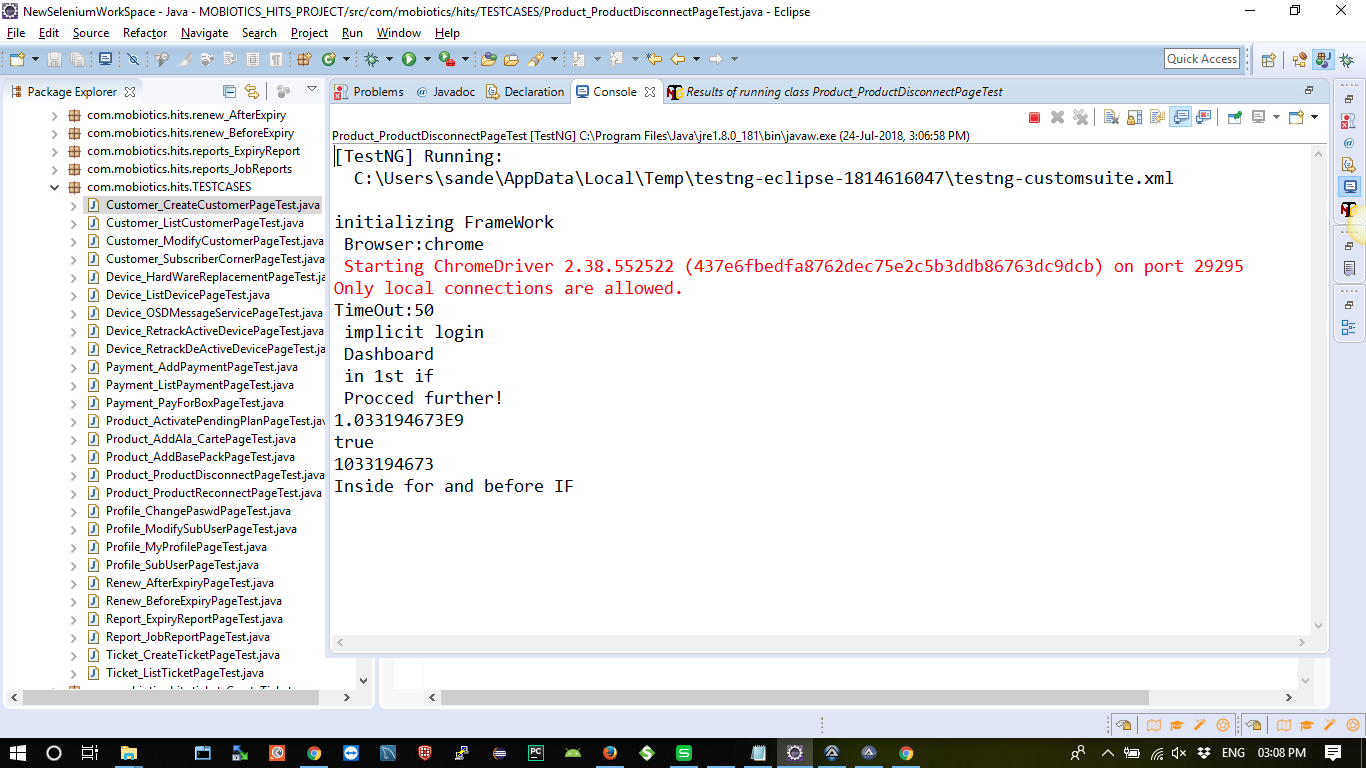 NewSeleniumWorkSpace - Java - MOBIOTICS_HITS_PROJECT/src/com/mobiotics/hits/TESTCASES/Product_ProductDisconnectPageTest.java - Eclipse
File Edit Source Refactor Navigate Search Project Run Window Help
Quick Access
Package Explorer
com.mobiotics.hits.renew_AfterExpiry
com.mobiotics.hits.renew_BeforeExpiry
com.mobiotics.hits.reports_ExpiryReport
com.mobiotics.hits.reports_JobReports
com.mobiotics.hits.TESTCASES
Customer_CreateCustomerPageTest.java
Customer_ListCustomerPageTest.java
Customer_ModifyCustomerPageTest.java
Customer_SubscriberCornerPageTest.java
Device_HardWareReplacementPageTest.ja
Device_ListDevicePageTest.java
Device_OSDMessageServicePageTest.java
Device_RetrackActiveDevicePageTest.java
Device_RetrackDeActiveDevicePageTest.ja
Payment_AddPaymentPageTest.java
Payment_ListPaymentPageTest.java
Payment_PayForBoxPageTest.java
Product_ActivatePendingPlanPageTest.jav
Product_AddAla_CartePageTest.java
Product_AddBasePackPageTest.java
Product_ProductDisconnectPageTest.java
Product_ProductReconnectPageTest.java
Profile_ChangePaswdPageTest.java
Profile_ModifySubUserPageTest.java
Profile_MyProfilePageTest.java
Profile_SubUserPageTest.java
Renew_AfterExpiryPageTest.java
Renew_BeforeExpiryPageTest.java
Report_ExpiryReportPageTest.java
Report_JobReportPageTest.java
Ticket_CreateTicketPageTest.java
Ticket_ListTicketPageTest.java
Problems @ Javadoc Declaration Console Results of running class Product_ProductDisconnectPageTest
Product_ProductDisconnectPageTest [TestNG] C:\Program Files\Java\jre1.8.0_181\bin\javaw.exe (24-Jul-2018, 3:06:58 PM)
[TestNG] Running:
C:\Users\sande\AppData\Local\Temp\testng-eclipse-1814616047\testng-customsuite.xml
initializing FrameWork
Browser:chrome
Starting ChromeDriver 2.38.552522 (437e6fbedfa8762dec75e2c5b3ddb86763dc9dcb) on port 29295
Only local connections are allowed.
TimeOut:50
implicit login
Dashboard
in 1st if
Procced further!
1.033194673E9
true
1033194673
Inside for and before IF
ENG 03:08 PM